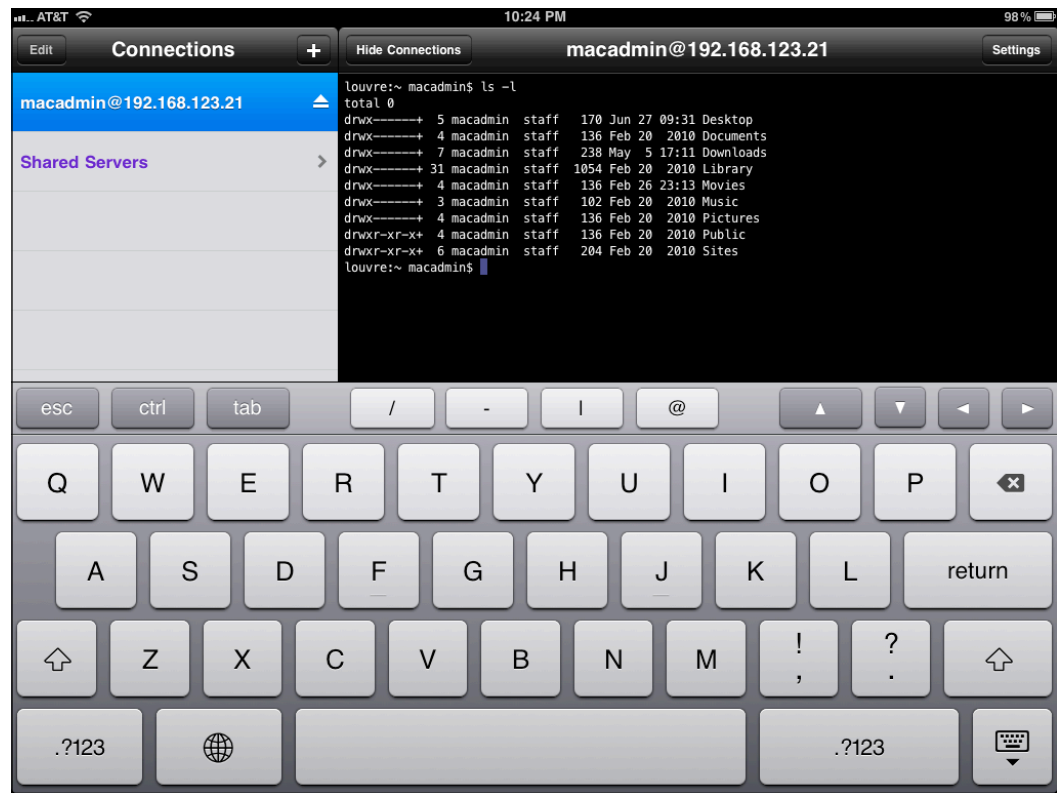 AT&T 10:24 PM 98%
Edit Connections + Hide Connections macadmin@192.168.123.21 Settings
macadmin@192.168.123.21
Shared Servers
louvre:~ macadmin$ ls -l
total 0
drwx------+  5 macadmin  staff   170 Jun 27 09:31 Desktop
drwx------+  4 macadmin  staff   136 Feb 20  2010 Documents
drwx------+  7 macadmin  staff   238 May  5 17:11 Downloads
drwx------+ 31 macadmin  staff  1054 Feb 20  2010 Library
drwx------+  4 macadmin  staff   136 Feb 26 23:13 Movies
drwx------+  3 macadmin  staff   102 Feb 20  2010 Music
drwx------+  4 macadmin  staff   136 Feb 20  2010 Pictures
drwxr-xr-x+  4 macadmin  staff   136 Feb 20  2010 Public
drwxr-xr-x+  6 macadmin  staff   204 Feb 20  2010 Sites
louvre:~ macadmin$
esc ctrl tab / - | @
Q W E R T Y U I O P
A S D F G H J K L return
Z X C V B N M ! , ? .
.?123 .?123